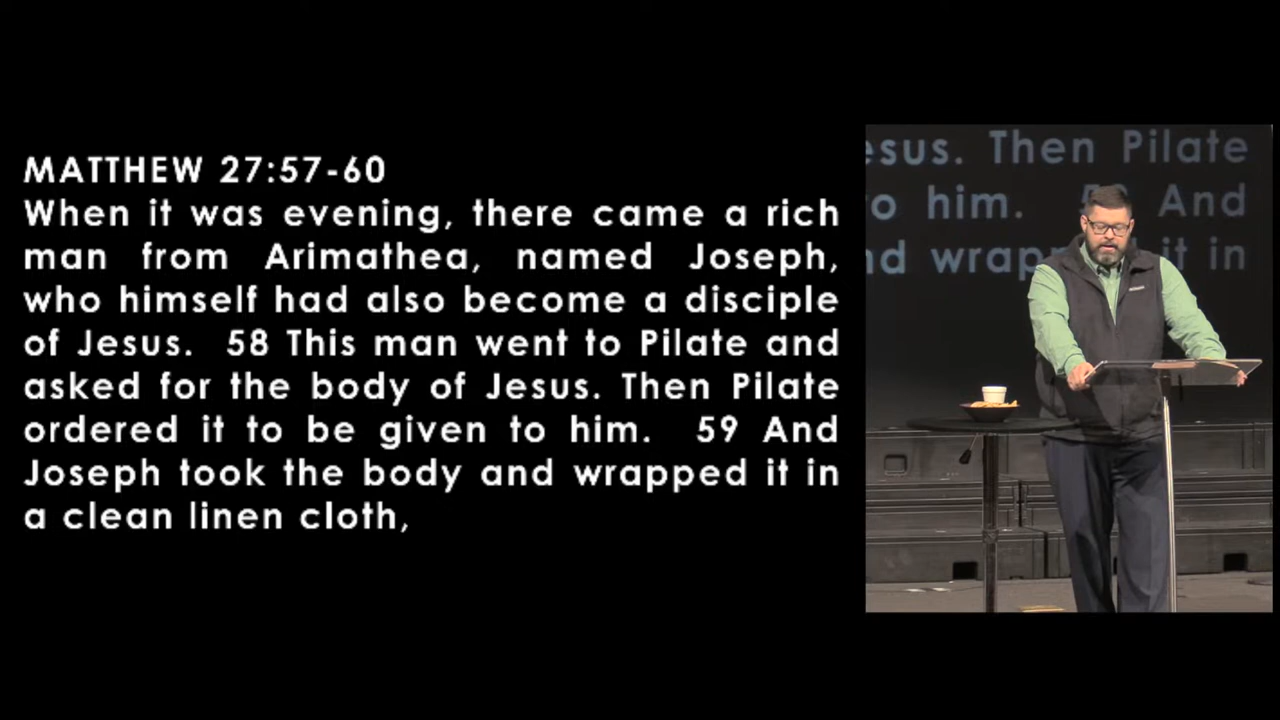 MATTHEW 27:57-60
When it was evening, there came a rich
man from Arimathea, named Joseph,
who himself had also become a disciple
of Jesus. 58 This man went to Pilate and
asked for the body of Jesus. Then Pilate
ordered it to be given to him. 59 And
Joseph took the body and wrapped it in
a clean linen cloth,
esus. Then Pilate
o him. And
nd wrapp it in